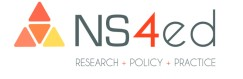 NS4ed
RESEARCH • POLICY • PRACTICE